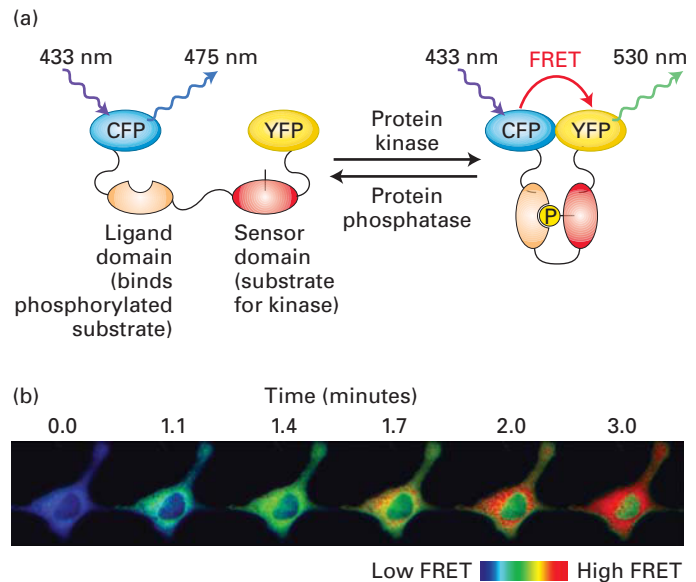 (a)
433 nm
475 nm
CFP
YFP
Ligand
domain
(binds
phosphorylated
substrate)
Sensor
domain
(substrate
for kinase)
Protein
kinase
Protein
phosphatase
433 nm
FRET
530 nm
CFP
YFP
P
(b)
Time (minutes)
0.0 1.1 1.4 1.7 2.0 3.0
Low FRET High FRET